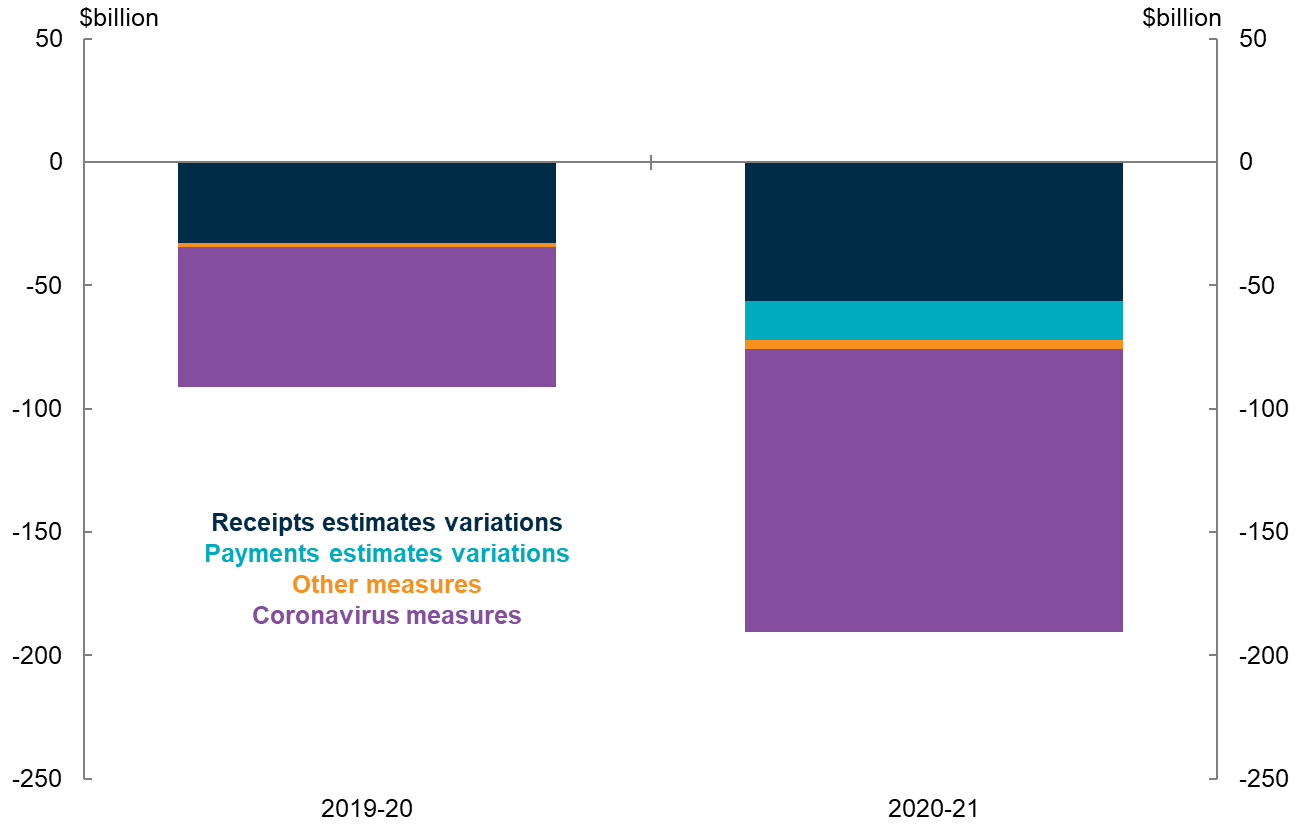 $billion $billion
50 50
0 0
-50 -50
-100 -100
-150 -150
Receipts estimates variations
Payments estimates variations
Other measures
Coronavirus measures
-200 -200
-250 -250
2019-20 2020-21